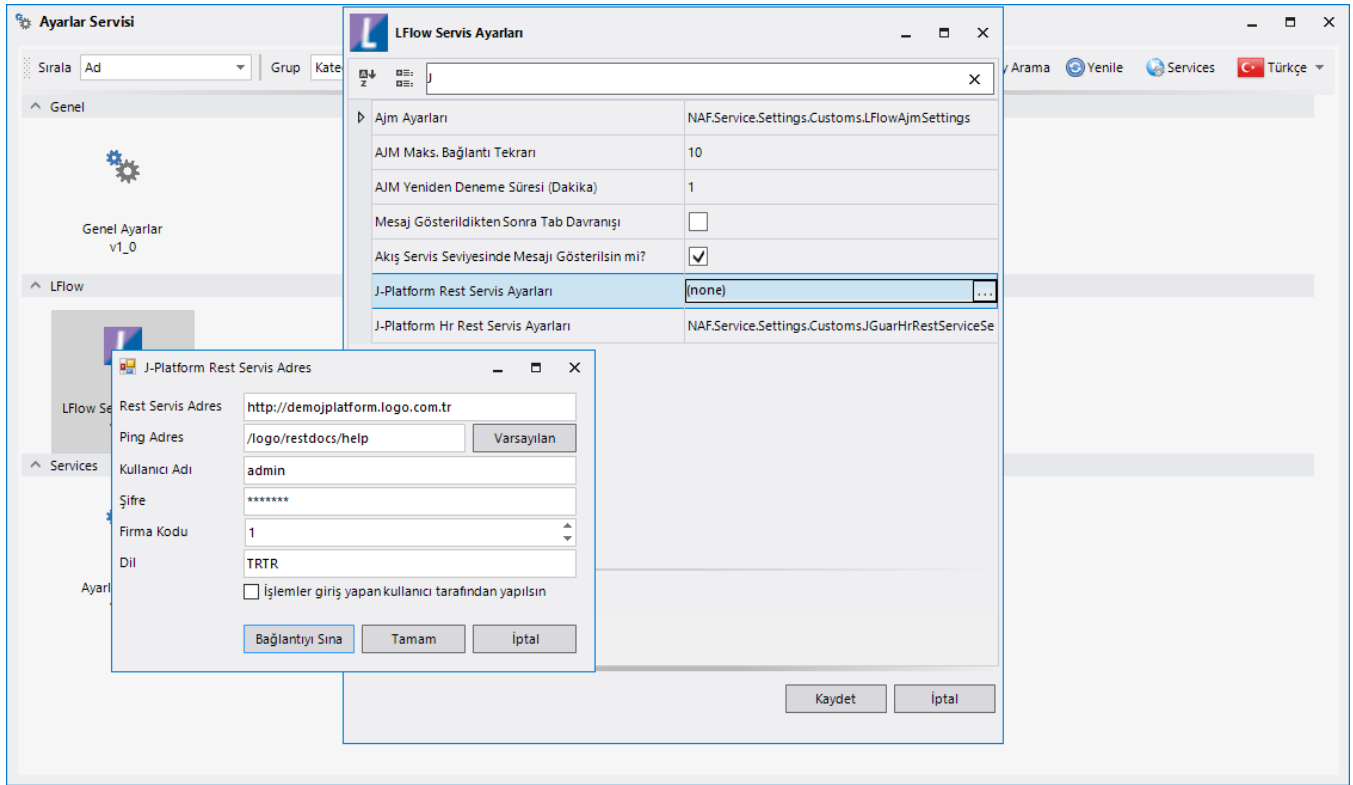 Ayarlar Servisi
Sırala Ad Grup Kate
y Arama Yenile Services Türkçe
Genel
Genel Ayarlar
v1_0
LFlow
LFlow Se
Services
Ayarl
LFlow Servis Ayarları
J
Ajm Ayarları NAF.Service.Settings.Customs.LFlowAjmSettings
AJM Maks. Bağlantı Tekrarı 10
AJM Yeniden Deneme Süresi (Dakika) 1
Mesaj Gösterildikten Sonra Tab Davranışı
Akış Servis Seviyesinde Mesajı Gösterilsin mi?
J-Platform Rest Servis Ayarları (none) ...
J-Platform Hr Rest Servis Ayarları NAF.Service.Settings.Customs.JGuarHrRestServiceSe
Kaydet İptal
J-Platform Rest Servis Adres
Rest Servis Adres http://demojplatform.logo.com.tr
Ping Adres /logo/restdocs/help Varsayılan
Kullanıcı Adı admin
Şifre *******
Firma Kodu 1
Dil TRTR
İşlemler giriş yapan kullanıcı tarafından yapılsın
Bağlantıyı Sına Tamam İptal